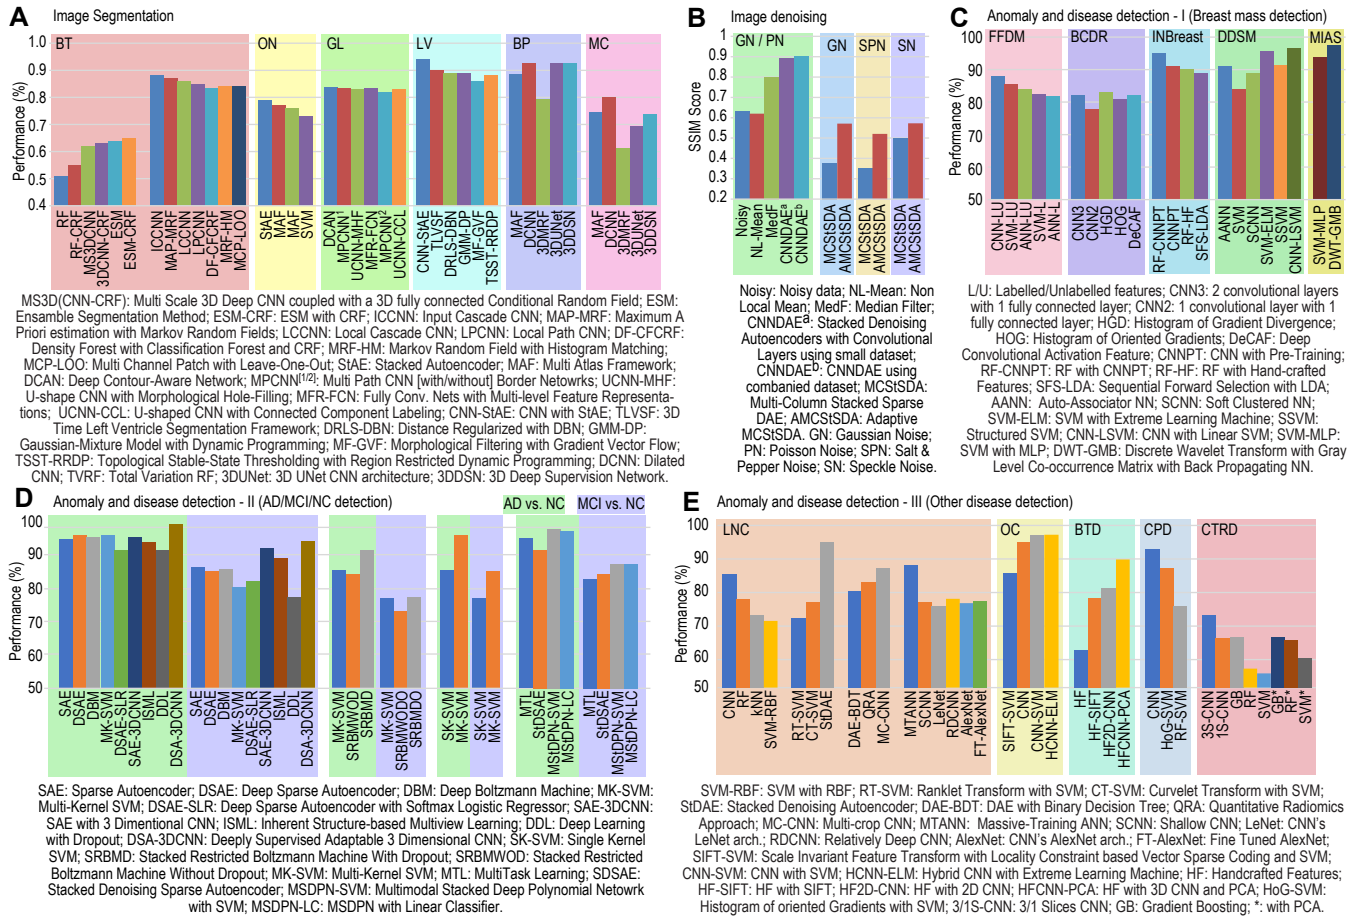 A Image Segmentation
BT ON GL LV BP MC
Performance (%)
1.0
0.9
0.8
0.7
0.6
0.5
0.4
RF
RF-CRF
MS3DCNN
3DCNN-CRF
ESM
ESM-CRF
ICCNN
MAP-MRF
LCCNN
LPCNN
DF-CFCRF
MRF-HM
MCP-LOO
StAE
MAF
MAF
SVM
DCAN
MPCNN1
UCNN-MHF
MFR-FCN
MPCNN2
UCNN-CCL
CNN-StAE
TLVSF
DRLS-DBN
GMM-DP
MF-GVF
TSST-RRDP
MAF
DCNN
3DMRF
3DUNet
3DDSN
MAF
DCNN
3DMRF
3DUNet
3DDSN
MS3D(CNN-CRF): Multi Scale 3D Deep CNN coupled with a 3D fully connected Conditional Random Field; ESM:
Ensamble Segmentation Method; ESM-CRF: ESM with CRF; ICCNN: Input Cascade CNN; MAP-MRF: Maximum A
Priori estimation with Markov Random Fields; LCCNN: Local Cascade CNN; LPCNN: Local Path CNN; DF-CFCRF:
Density Forest with Classification Forest and CRF; MRF-HM: Markov Random Field with Histogram Matching;
MCP-LOO: Multi Channel Patch with Leave-One-Out; StAE: Stacked Autoencoder; MAF: Multi Atlas Framework;
DCAN: Deep Contour-Aware Network; MPCNN[1/2]: Multi Path CNN [with/without] Border Netowrks; UCNN-MHF:
U-shape CNN with Morphological Hole-Filling; MFR-FCN: Fully Conv. Nets with Multi-level Feature Representa-
tions; UCNN-CCL: U-shaped CNN with Connected Component Labeling; CNN-StAE: CNN with StAE; TLVSF: 3D
Time Left Ventricle Segmentation Framework; DRLS-DBN: Distance Regularized with DBN; GMM-DP:
Gaussian-Mixture Model with Dynamic Programming; MF-GVF: Morphological Filtering with Gradient Vector Flow;
TSST-RRDP: Topological Stable-State Thresholding with Region Restricted Dynamic Programming; DCNN: Dilated
CNN; TVRF: Total Variation RF; 3DUNet: 3D UNet CNN architecture; 3DDSN: 3D Deep Supervision Network.
B Image denoising
GN / PN GN SPN SN
SSIM Score
1.0
0.9
0.8
0.7
0.6
0.5
0.4
0.3
0.2
Noisy
NL-Mean
MedF
CNNDAEa
CNNDAEb
MCStSDA
AMCStSDA
MCStSDA
AMCStSDA
MCStSDA
AMCStSDA
Noisy: Noisy data; NL-Mean: Non
Local Mean; MedF: Median Filter;
CNNDAEa: Stacked Denoising
Autoencoders with Convolutional
Layers using small dataset;
CNNDAEb: CNNDAE using
combanied dataset; MCStSDA:
Multi-Column Stacked Sparse
DAE; AMCStSDA: Adaptive
MCStSDA. GN: Gaussian Noise;
PN: Poisson Noise; SPN: Salt &
Pepper Noise; SN: Speckle Noise.
C Anomaly and disease detection - I (Breast mass detection)
FFDM BCDR INBreast DDSM MIAS
Performance (%)
100
90
80
70
60
50
CNN-LU
SVM-LU
ANN-LU
SVM-L
ANN-L
CNN3
CNN2
HGD
HOG
DeCAF
RF-CNNPT
CNNPT
RF-HF
SFS-LDA
AANN
SVM
SCNN
SVM-ELM
SSVM
CNN-LSVM
SVM-MLP
DWT-GMB
L/U: Labelled/Unlabelled features; CNN3: 2 convolutional layers
with 1 fully connected layer; CNN2: 1 convolutional layer with 1
fully connected layer; HGD: Histogram of Gradient Divergence;
HOG: Histogram of Oriented Gradients; DeCAF: Deep
Convolutional Activation Feature; CNNPT: CNN with Pre-Training;
RF-CNNPT: RF with CNNPT; RF-HF: RF with Hand-crafted
Features; SFS-LDA: Sequential Forward Selection with LDA;
AANN: Auto-Associator NN; SCNN: Soft Clustered NN;
SVM-ELM: SVM with Extreme Learning Machine; SSVM:
Structured SVM; CNN-LSVM: CNN with Linear SVM; SVM-MLP:
SVM with MLP; DWT-GMB: Discrete Wavelet Transform with Gray
Level Co-occurrence Matrix with Back Propagating NN.
D Anomaly and disease detection - II (AD/MCI/NC detection)
AD vs. NC MCI vs. NC
Performance (%)
100
90
80
70
60
50
SAE
DSAE
DBM
MK-SVM
DSAE-SLR
SAE-3DCNN
ISML
DDL
DSA-3DCNN
SAE
DSAE
DBM
MK-SVM
DSAE-SLR
SAE-3DCNN
ISML
DDL
DSA-3DCNN
MK-SVM
SRBMWOD
SRBMD
MK-SVM
SRBMWODO
SRBMDO
SK-SVM
MK-SVM
SK-SVM
MK-SVM
MTL
StDSAE
MStDPN-SVM
MStDPN-LC
MTL
StDSAE
MStDPN-SVM
MStDPN-LC
SAE: Sparse Autoencoder; DSAE: Deep Sparse Autoencoder; DBM: Deep Boltzmann Machine; MK-SVM:
Multi-Kernel SVM; DSAE-SLR: Deep Sparse Autoencoder with Softmax Logistic Regressor; SAE-3DCNN:
SAE with 3 Dimentional CNN; ISML: Inherent Structure-based Multiview Learning; DDL: Deep Learning
with Dropout; DSA-3DCNN: Deeply Supervised Adaptable 3 Dimensional CNN; SK-SVM: Single Kernel
SVM; SRBMD: Stacked Restricted Boltzmann Machine With Dropout; SRBMWOD: Stacked Restricted
Boltzmann Machine Without Dropout; MK-SVM: Multi-Kernel SVM; MTL: MultiTask Learning; SDSAE:
Stacked Denoising Sparse Autoencoder; MSDPN-SVM: Multimodal Stacked Deep Polynomial Netowrk
with SVM; MSDPN-LC: MSDPN with Linear Classifier.
E Anomaly and disease detection - III (Other disease detection)
LNC OC BTD CPD CTRD
Performance (%)
100
90
80
70
60
50
CNN
RF
kNN
SVM-RBF
RT-SVM
CT-SVM
StDAE
DAE-BDT
QRA
MC-CNN
MTANN
SCNN
LeNet
RDCNN
AlexNet
FT-AlexNet
SIFT-SVM
CNN
CNN-SVM
HCNN-ELM
HF
HF-SIFT
HF2D-CNN
HFCNN-PCA
CNN
HoG-SVM
RF-SVM
3S-CNN
1S-CNN
GB
RF
SVM
GB*
RF*
SVM*
SVM-RBF: SVM with RBF; RT-SVM: Ranklet Transform with SVM; CT-SVM: Curvelet Transform with SVM;
StDAE: Stacked Denoising Autoencoder; DAE-BDT: DAE with Binary Decision Tree; QRA: Quantitative Radiomics
Approach; MC-CNN: Multi-crop CNN; MTANN: Massive-Training ANN; SCNN: Shallow CNN; LeNet: CNN's
LeNet arch.; RDCNN: Relatively Deep CNN; AlexNet: CNN's AlexNet arch.; FT-AlexNet: Fine Tuned AlexNet;
SIFT-SVM: Scale Invariant Feature Transform with Locality Constraint based Vector Sparse Coding and SVM;
CNN-SVM: CNN with SVM; HCNN-ELM: Hybrid CNN with Extreme Learning Machine; HF: Handcrafted Features;
HF-SIFT: HF with SIFT; HF2D-CNN: HF with 2D CNN; HFCNN-PCA: HF with 3D CNN and PCA; HoG-SVM:
Histogram of oriented Gradients with SVM; 3/1S-CNN: 3/1 Slices CNN; GB: Gradient Boosting; *: with PCA.